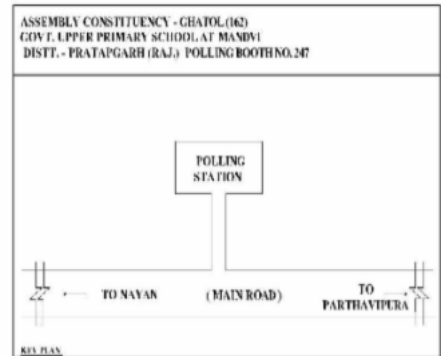 ASSEMBLY CONSTITUENCY - GHATOL (162)
GOVT. UPPER PRIMARY SCHOOL AT MANDVI
DISTT. - PRATAPGARH (RAJ.) POLLING BOOTH NO. 247
POLLING
STATION
TO NAYAN
(MAIN ROAD)
TO
PARTHAVIPURA
KEY PLAN